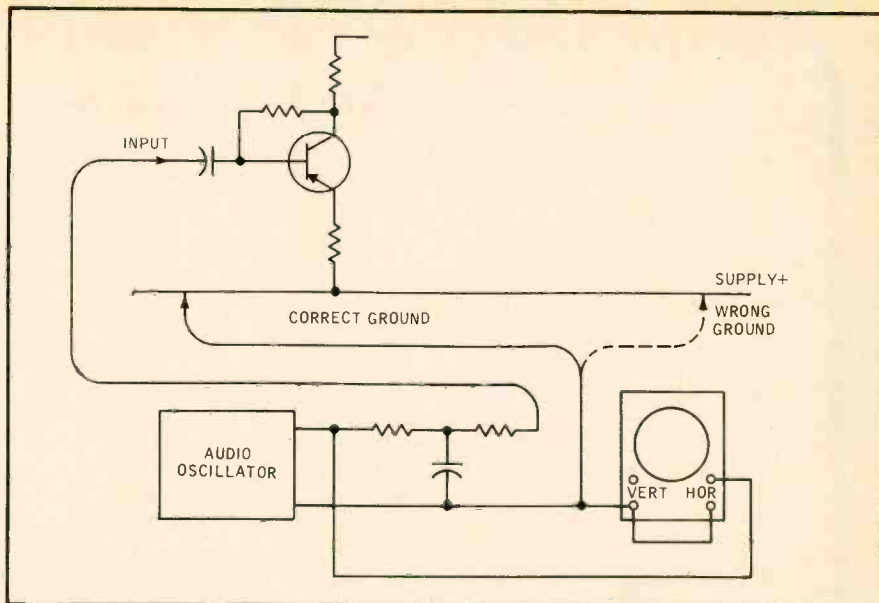 INPUT
SUPPLY+
CORRECT GROUND
WRONG
GROUND
AUDIO
OSCILLATOR
VERT HOR